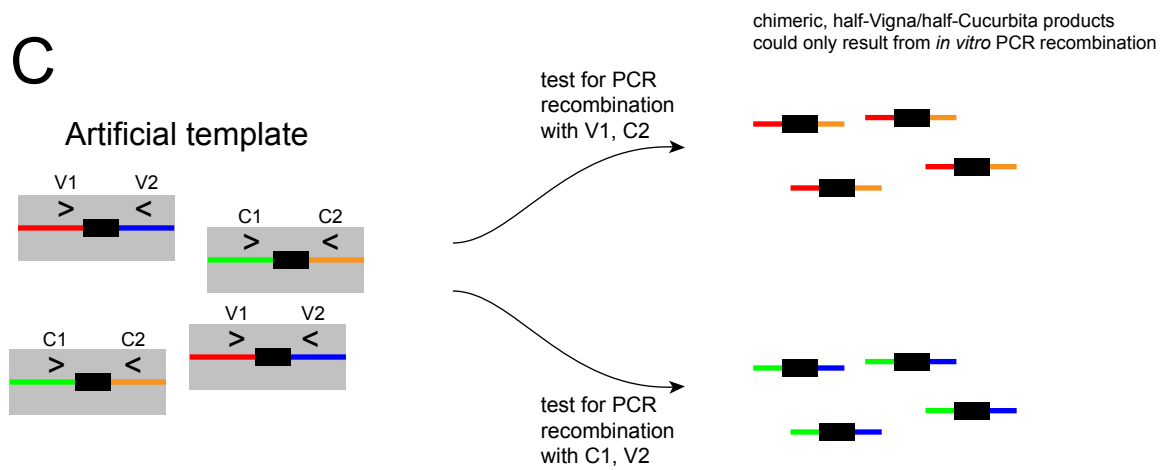 C
chimeric, half-Vigna/half-Cucurbita products
could only result from in vitro PCR recombination
test for PCR
recombination
with V1, C2
Artificial template
V1 V2
> <
C1 C2
> <
V1 V2
> <
C1 C2
> <
test for PCR
recombination
with C1, V2